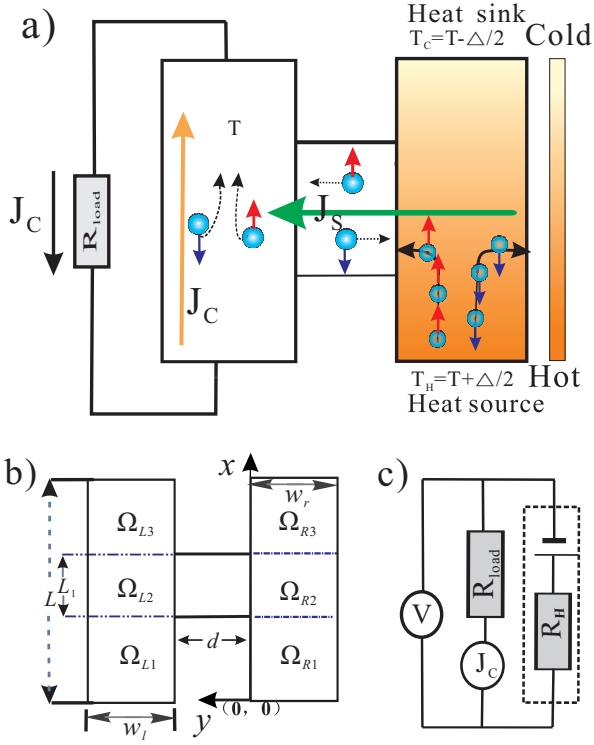 a)
Heat sink
T_C=T-△/2
Cold
T
J_C
R_load
J_S
J_C
T_H=T+△/2
Hot
Heat source
b)
x
w_r
Ω_L3
Ω_R3
L
L_1
Ω_L2
Ω_R2
d
Ω_L1
Ω_R1
w_l
y
(0, 0)
c)
V
R_load
R_H
J_C